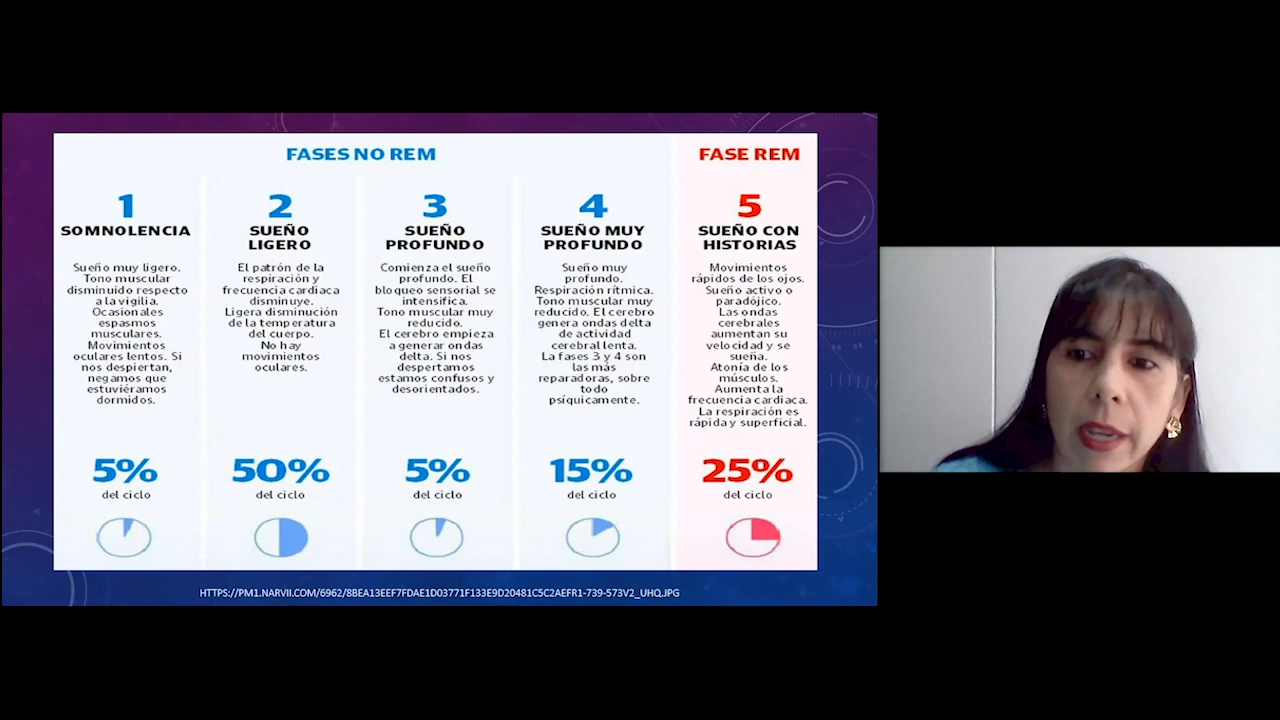 FASES NO REM
FASE REM
1
SOMNOLENCIA
Sueño muy ligero.
Tono muscular
disminuido respecto
a la vigilia.
Ocasionales
espasmos
musculares.
Movimientos
oculares lentos. Si
nos despiertan,
negamos que
estuviéramos
dormidos.
5%
del ciclo
2
SUEÑO
LIGERO
El patrón de la
respiración y
frecuencia cardiaca
disminuye.
Ligera disminución
de la temperatura
del cuerpo.
No hay
movimientos
oculares.
50%
del ciclo
3
SUEÑO
PROFUNDO
Comienza el sueño
profundo. El
bloqueo sensorial se
intensifica.
Tono muscular muy
reducido.
El cerebro empieza
a generar ondas
delta. Si nos
despertamos
estamos confusos y
desorientados.
5%
del ciclo
4
SUEÑO MUY
PROFUNDO
Sueño muy
profundo.
Respiración rítmica.
Tono muscular muy
reducido. El cerebro
genera ondas delta
de actividad
cerebral lenta.
La fases 3 y 4 son
las más
reparadoras, sobre
todo
psíquicamente.
15%
del ciclo
5
SUEÑO CON
HISTORIAS
Movimientos
rápidos de los ojos.
Sueño activo o
paradójico.
Las ondas
cerebrales
aumentan su
velocidad y se
sueña.
Atonía de los
músculos.
Aumenta la
frecuencia cardiaca.
La respiración es
rápida y superficial.
25%
del ciclo
HTTPS://PM1.NARVII.COM/6962/8BEA13EEF7FDAE1D03771F133E9D20481C5C2AEFR1-739-573V2_UHQ.JPG